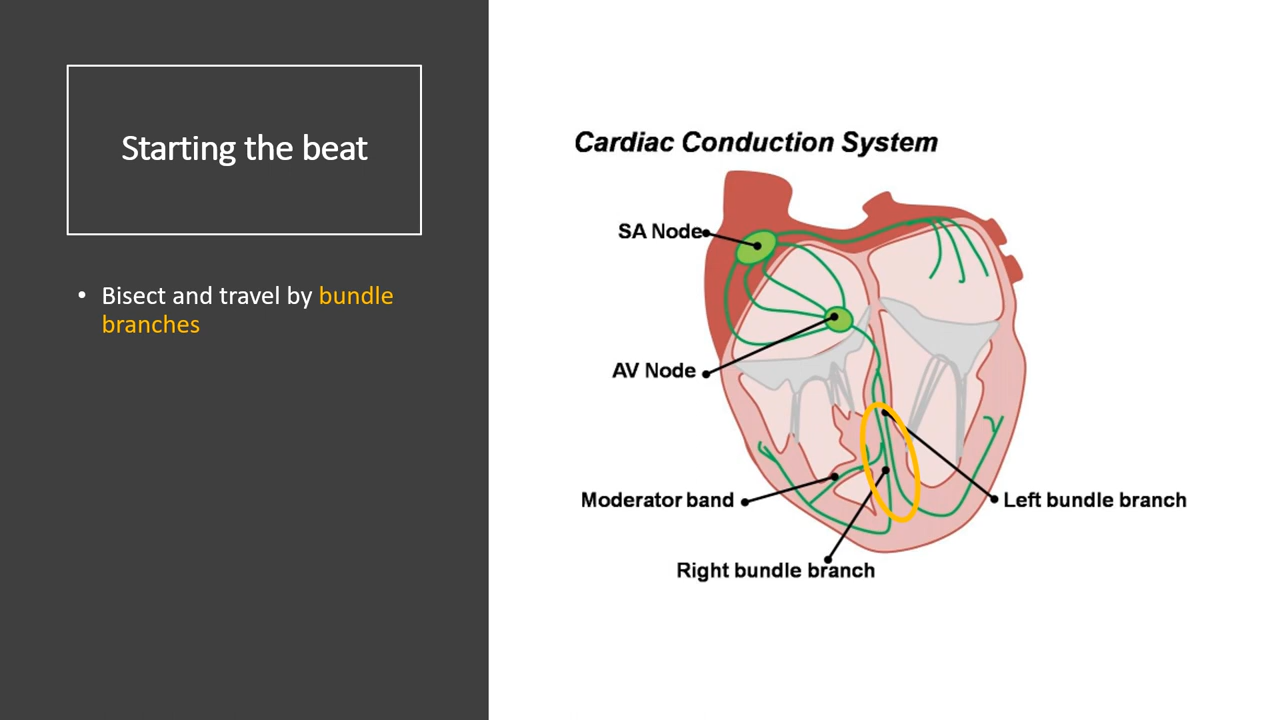 Starting the beat
• Bisect and travel by bundle
branches
Cardiac Conduction System
SA Node
AV Node
Moderator band
Left bundle branch
Right bundle branch